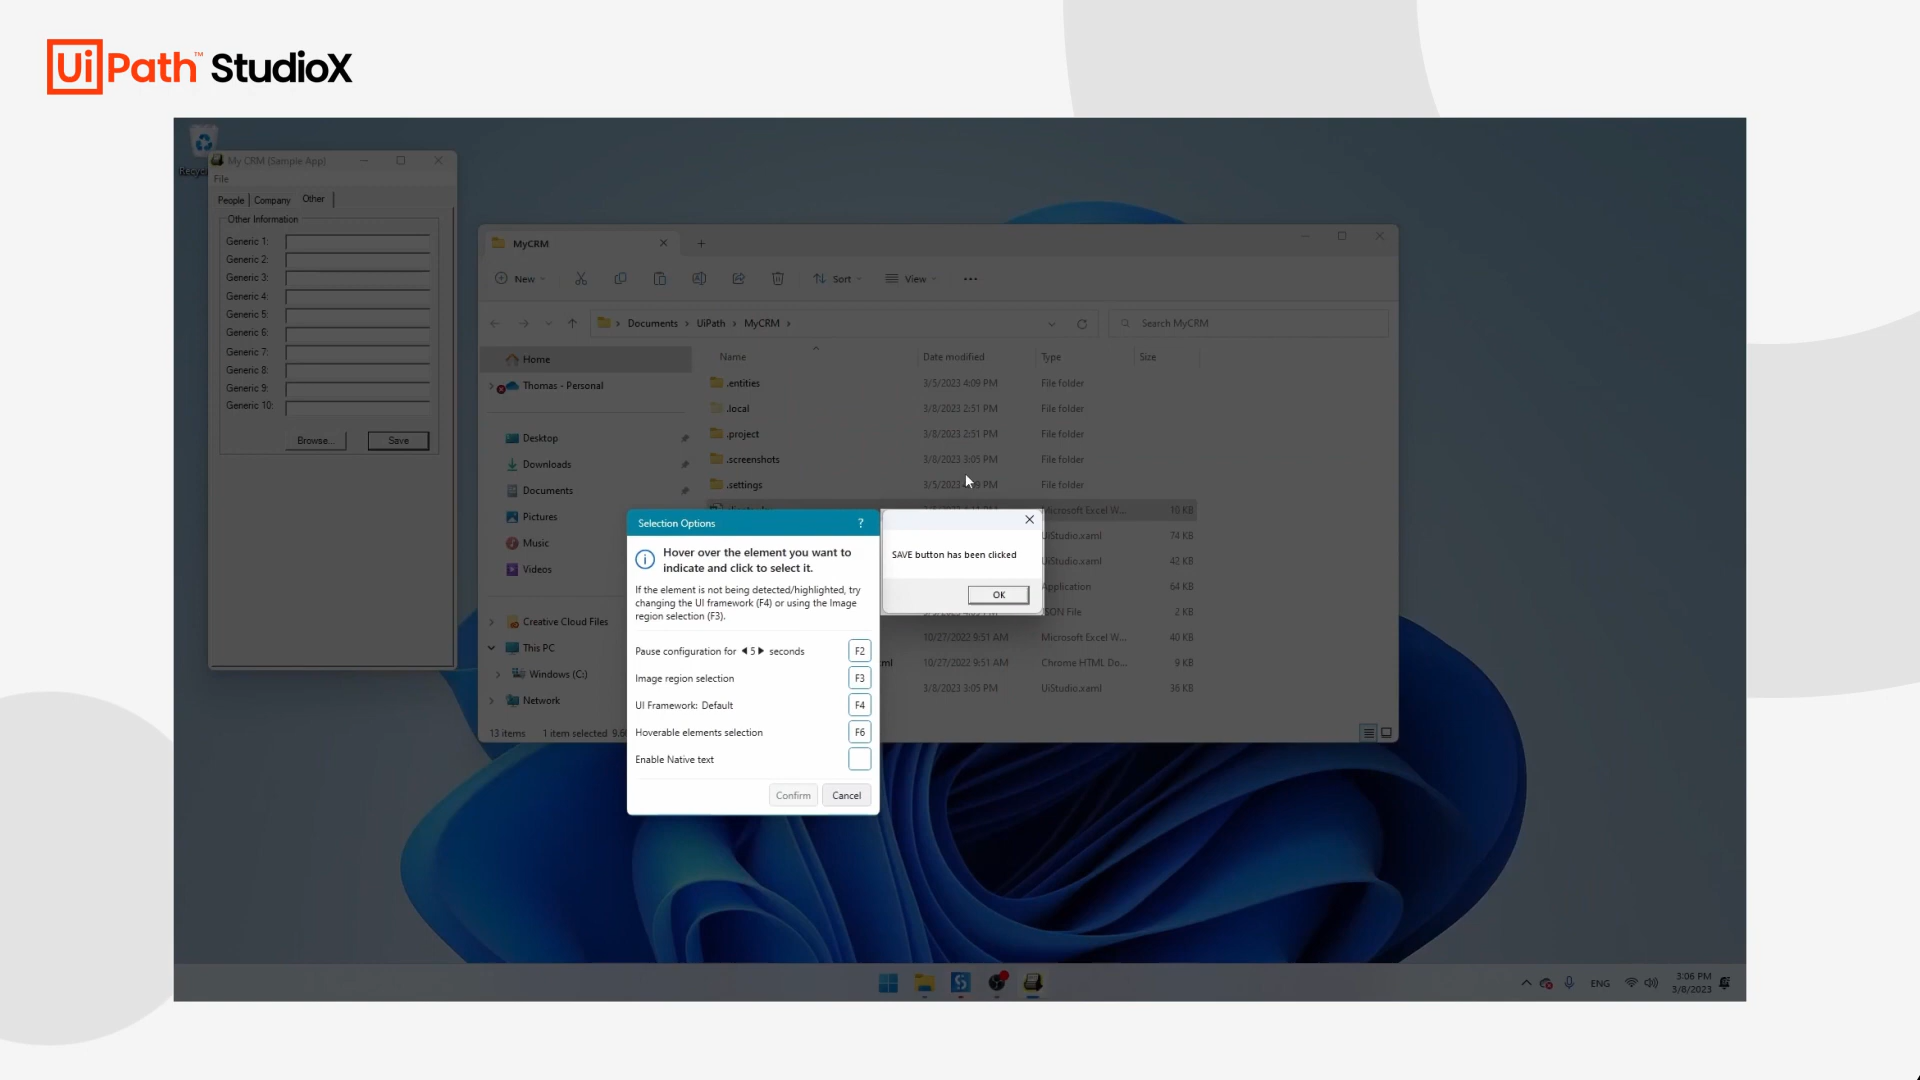 UiPath™ StudioX
My CRM (Sample App)
File
People Company Other
Other Information
Generic 1:
Generic 2:
Generic 3:
Generic 4:
Generic 5:
Generic 6:
Generic 7:
Generic 8:
Generic 9:
Generic 10:
Browse... Save
MyCRM
New Sort View
Documents UiPath MyCRM
Search MyCRM
Home
Thomas - Personal
Desktop
Downloads
Documents
Pictures
Music
Videos
Creative Cloud Files
This PC
Windows (C:)
Network
13 items 1 item selected
Name Date modified Type Size
.entities 3/5/2023 4:09 PM File folder
.local 3/8/2023 2:51 PM File folder
.project 3/8/2023 2:51 PM File folder
.screenshots 3/8/2023 3:05 PM File folder
.settings File folder
Microsoft Excel W... 10 KB
UiStudio.xaml 74 KB
UiStudio.xaml 42 KB
Application 64 KB
JSON File 2 KB
10/27/2022 9:51 AM Microsoft Excel W... 40 KB
10/27/2022 9:51 AM Chrome HTML Do... 9 KB
3/8/2023 3:05 PM UiStudio.xaml 36 KB
Selection Options ?
Hover over the element you want to
indicate and click to select it.
If the element is not being detected/highlighted, try
changing the UI framework (F4) or using the Image
region selection (F3).
Pause configuration for 5 seconds F2
Image region selection F3
UI Framework: Default F4
Hoverable elements selection F6
Enable Native text
Confirm Cancel
SAVE button has been clicked
OK
ENG
3:06 PM
3/8/2023